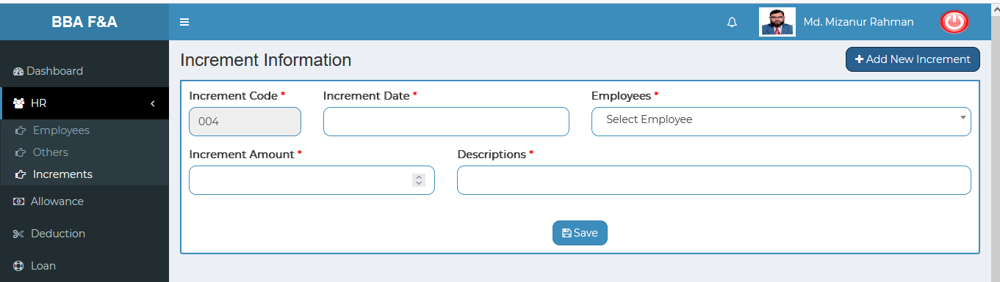 BBA F&A
Md. Mizanur Rahman
Dashboard
HR
Employees
Others
Increments
Allowance
Deduction
Loan
Increment Information
Add New Increment
Increment Code * Increment Date * Employees *
004 Select Employee
Increment Amount * Descriptions *
Save